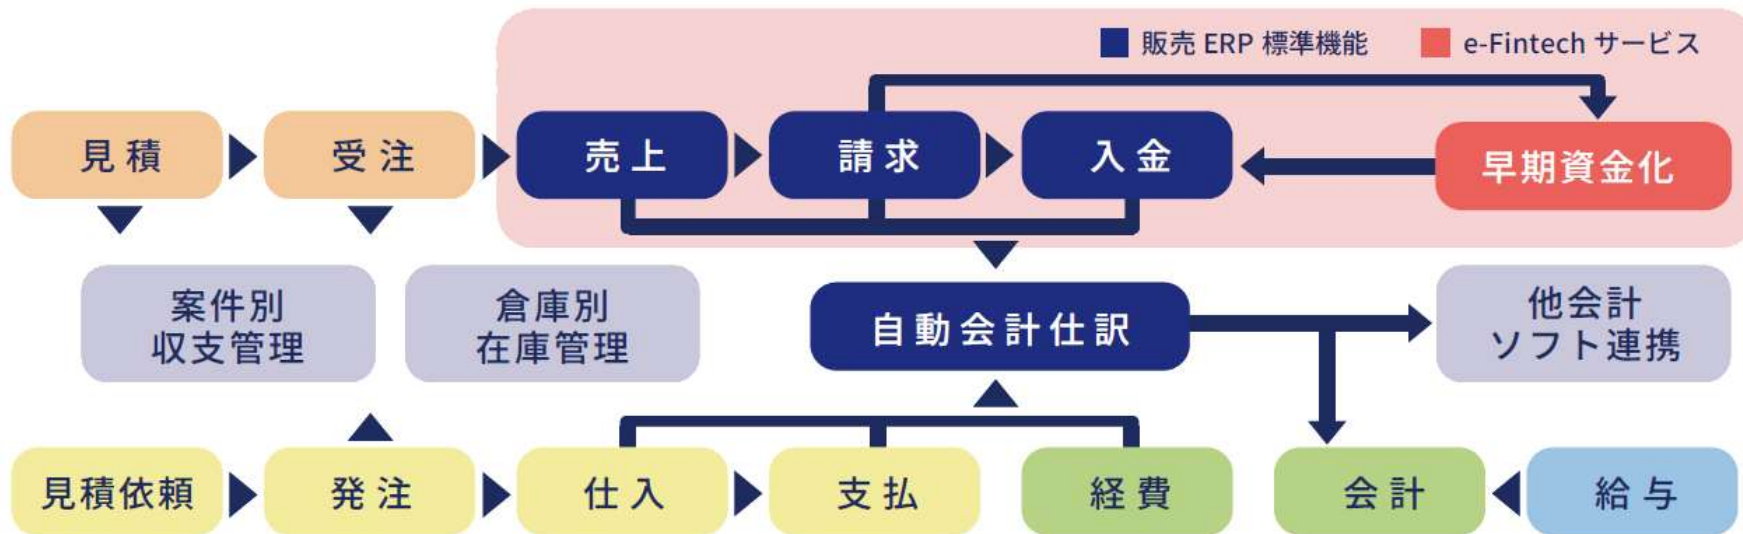 販売 ERP 標準機能
e-Fintech サービス
見積
受注
売上
請求
入金
早期資金化
案件別
収支管理
倉庫別
在庫管理
自動会計仕訳
他会計
ソフト連携
見積依頼
発注
仕入
支払
経費
会計
給与